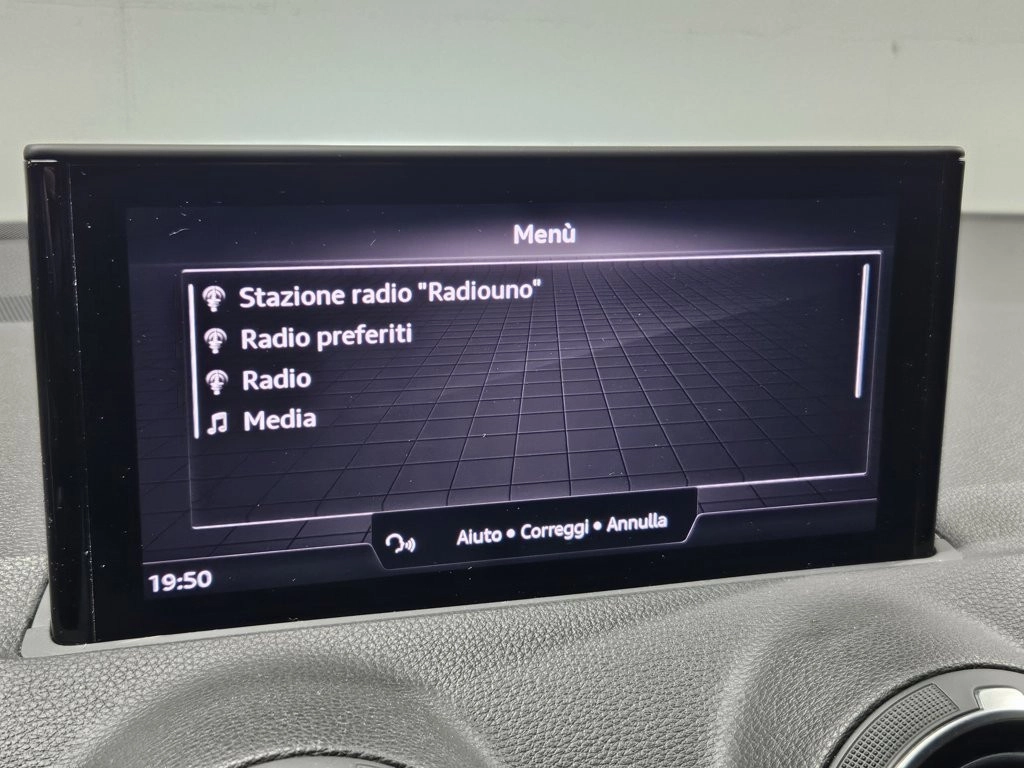 Menù
Stazione radio "Radiouno"
Radio preferiti
Radio
Media
Aiuto • Correggi • Annulla
19:50